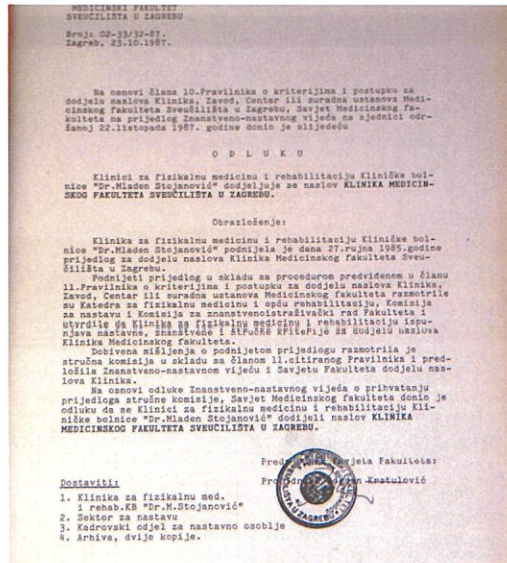 MEDICINSKI FAKULTET
SVEUČILIŠTA U ZAGREBU
Broj: 02-33/32-87.
Zagreb, 23.10.1987.
Na osnovi člana 10.Pravilnika o kriterijima i postupku za
dodjelu naslova Klinika, Zavod, Centar ili suradna ustanova Medi-
cinskog fakulteta Sveučilišta u Zagrebu, Savjet Medicinskog fa-
kulteta na prijedlog Znanstveno-nastavnog vijeća na sjednici odr-
žanoj 22.listopada 1987. godine donio je slijedeću
O D L U K U
Klinici za fizikalnu medicinu i rehabilitaciju Kliničke bol-
nice "Dr.Mladen Stojanović" dodjeljuje se naslov KLINIKA MEDICIN-
SKOG FAKULTETA SVEUČILIŠTA U ZAGREBU.
Obrazloženje:
Klinika za fizikalnu medicinu i rehabilitaciju Kliničke bol-
nice "Dr.Mladen Stojanović" podnijela je dana 27.rujna 1985.godine
prijedlog za dodjelu naslova Klinika Medicinskog fakulteta Sveu-
čilišta u Zagrebu.
Podnijeti prijedlog u skladu sa procedurom predviđenom u članu
11.Pravilnika o kriterijima i postupku za dodjelu naslova Klinika,
Zavod, Centar ili suradna ustanova Medicinskog fakulteta razmotrile
su Katedra za fizikalnu medicinu i opću rehabilitaciju, Komisija
za nastavu i Komisija za znanstvenoistraživački rad Fakulteta i
utvrdile da Klinika za fizikalnu medicinu i rehabilitaciju ispu-
njava nastavne, znanstvene i stručne kriterije za dodjelu naslova
Klinika Medicinskog fakulteta.
Dobivena mišljenja o podnijetom prijedlogu razmotrila je
stručna komisija u skladu sa članom 11.citiranog Pravilnika i pred-
ložila Znanstveno-nastavnom vijeću i Savjetu Fakulteta dodjelu nas-
lova Klinika.
Na osnovi odluke Znanstveno-nastavnog vijeća o prihvatanju
prijedloga stručne komisije, Savjet Medicinskog fakulteta donio je
odluku da se Klinici za fizikalnu medicinu i rehabilitaciju Kli-
ničke bolnice "Dr.Mladen Stojanović" dodijeli naslov KLINIKA
MEDICINSKOG FAKULTETA SVEUČILIŠTA U ZAGREBU.
Fakulteta:
Krstulović
Dostaviti:
1. Klinika za fizikalnu med.
i rehab.KB "Dr.M.Stojanović"
2. Sektor za nastavu
3. Kadrovski odjel za nastavno osoblje
4. Arhiva, dvije kopije.